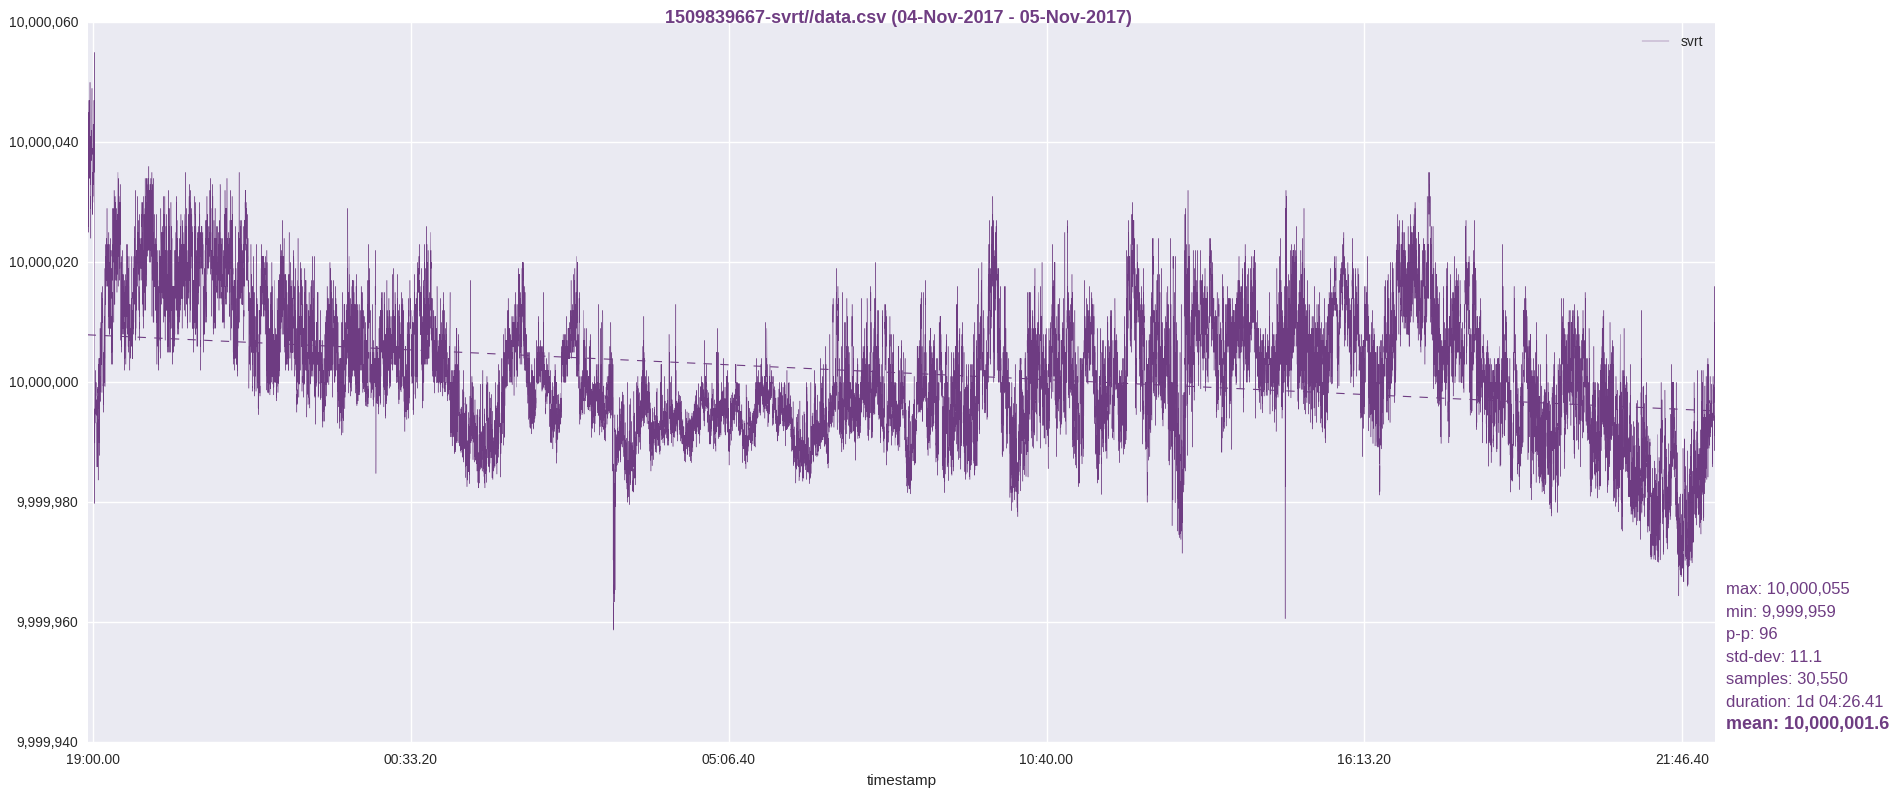 1509839667-svrt//data.csv (04-Nov-2017 - 05-Nov-2017)
svrt
10,000,060
10,000,040
10,000,020
10,000,000
9,999,980
9,999,960
9,999,940
19:00.00 00:33.20 05:06.40 10:40.00 16:13.20 21:46.40
timestamp
max: 10,000,055
min: 9,999,959
p-p: 96
std-dev: 11.1
samples: 30,550
duration: 1d 04:26.41
mean: 10,000,001.6